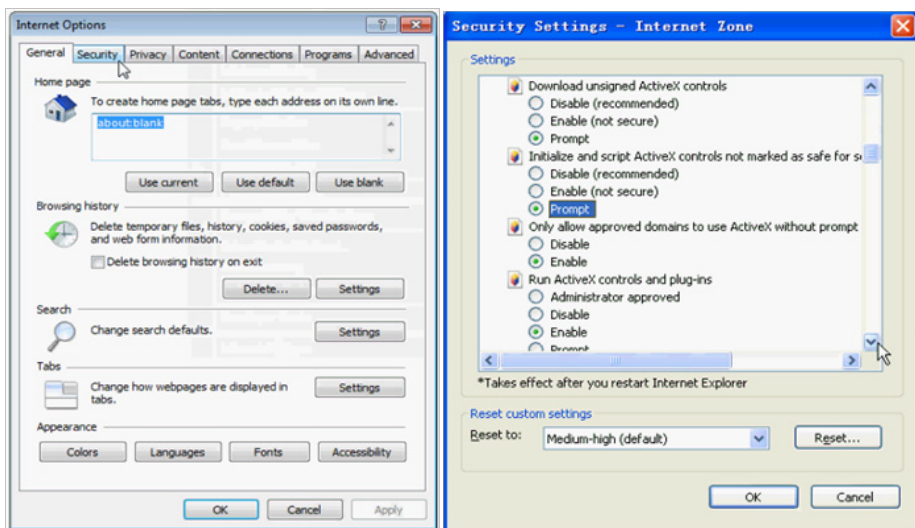 Internet Options
General Security Privacy Content Connections Programs Advanced
Home page
To create home page tabs, type each address on its own line.
about:blank
Use current Use default Use blank
Browsing history
Delete temporary files, history, cookies, saved passwords,
and web form information.
Delete browsing history on exit
Delete... Settings
Search
Change search defaults.
Settings
Tabs
Change how webpages are displayed in
tabs.
Settings
Appearance
Colors Languages Fonts Accessibility
OK Cancel Apply
Security Settings - Internet Zone
Settings
Download unsigned ActiveX controls
Disable (recommended)
Enable (not secure)
Prompt
Initialize and script ActiveX controls not marked as safe for s
Disable (recommended)
Enable (not secure)
Prompt
Only allow approved domains to use ActiveX without prompt
Disable
Enable
Run ActiveX controls and plug-ins
Administrator approved
Disable
Enable
Prompt
*Takes effect after you restart Internet Explorer
Reset custom settings
Reset to: Medium-high (default) Reset...
OK Cancel